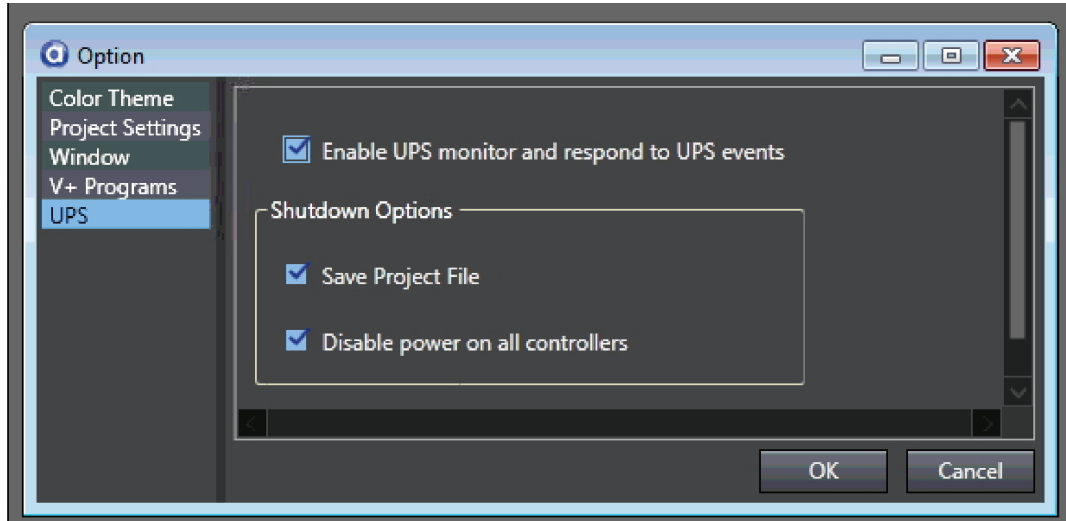 Option
Color Theme
Project Settings
Window
V+ Programs
UPS
Enable UPS monitor and respond to UPS events
Shutdown Options
Save Project File
Disable power on all controllers
OK
Cancel